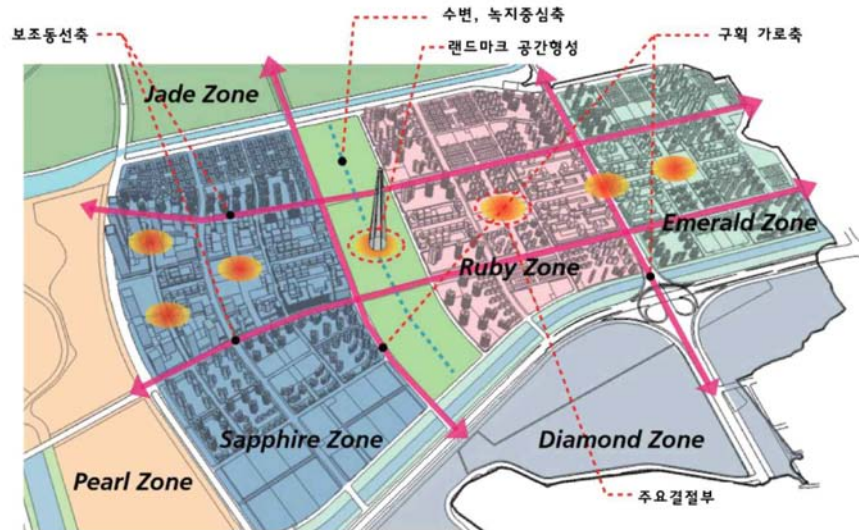 수변, 녹지중심축
보조동선축
랜드마크 공간형성
구획 가로축
Jade Zone
Emerald Zone
Ruby Zone
Sapphire Zone
Diamond Zone
Pearl Zone
주요결절부